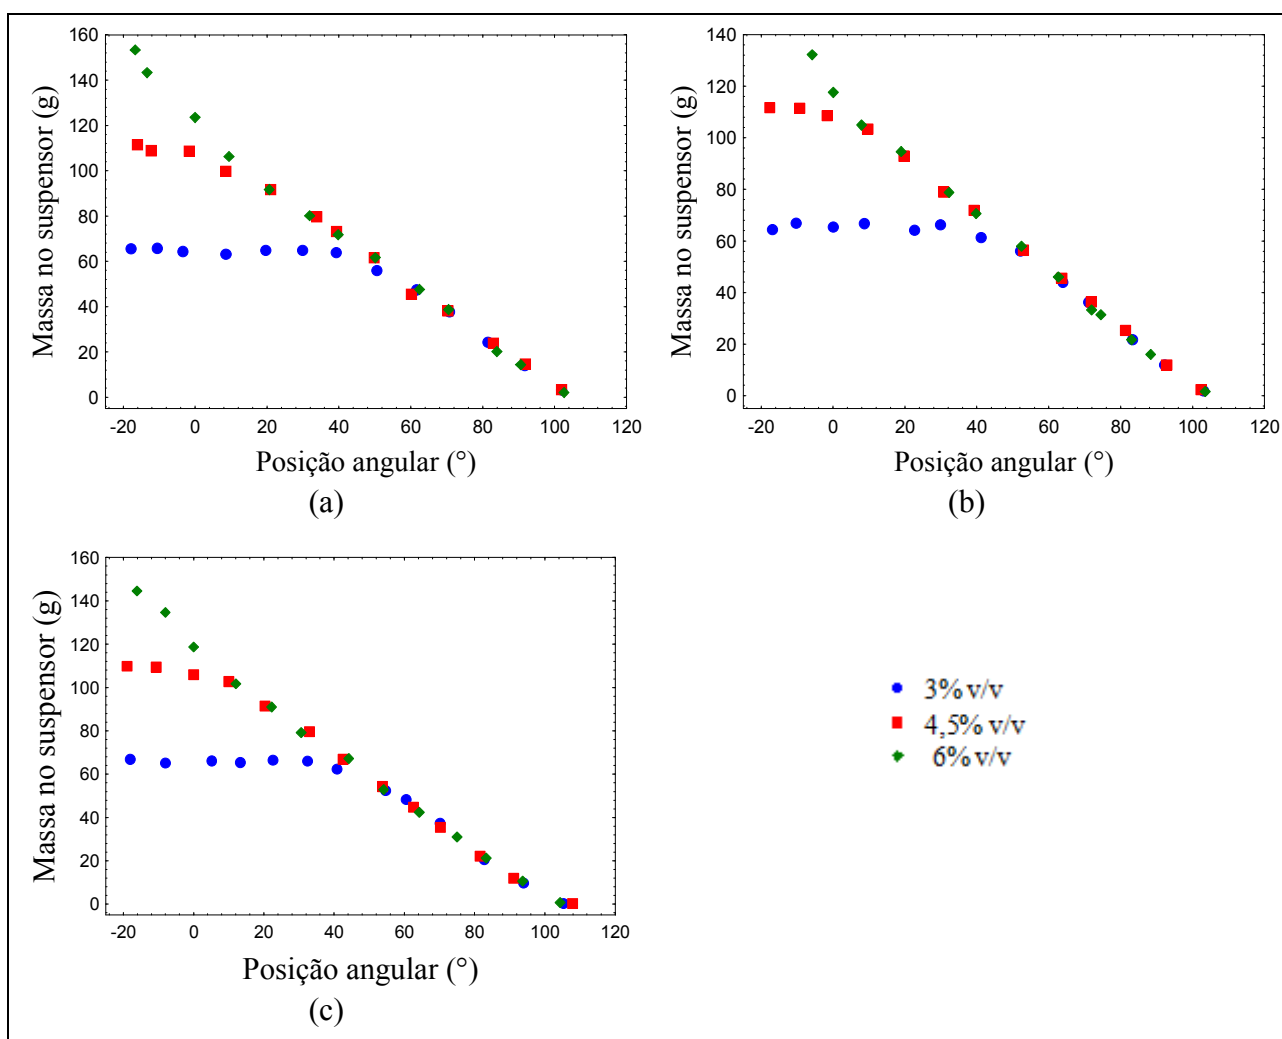 160
140
120
100
80
60
40
20
0
Massa no suspensor (g)
-20 0 20 40 60 80 100 120
Posição angular (°)
(a)
140
120
100
80
60
40
20
0
Massa no suspensor (g)
-20 0 20 40 60 80 100 120
Posição angular (°)
(b)
160
140
120
100
80
60
40
20
0
Massa no suspensor (g)
-20 0 20 40 60 80 100 120
Posição angular (°)
(c)
3% v/v
4,5% v/v
6% v/v